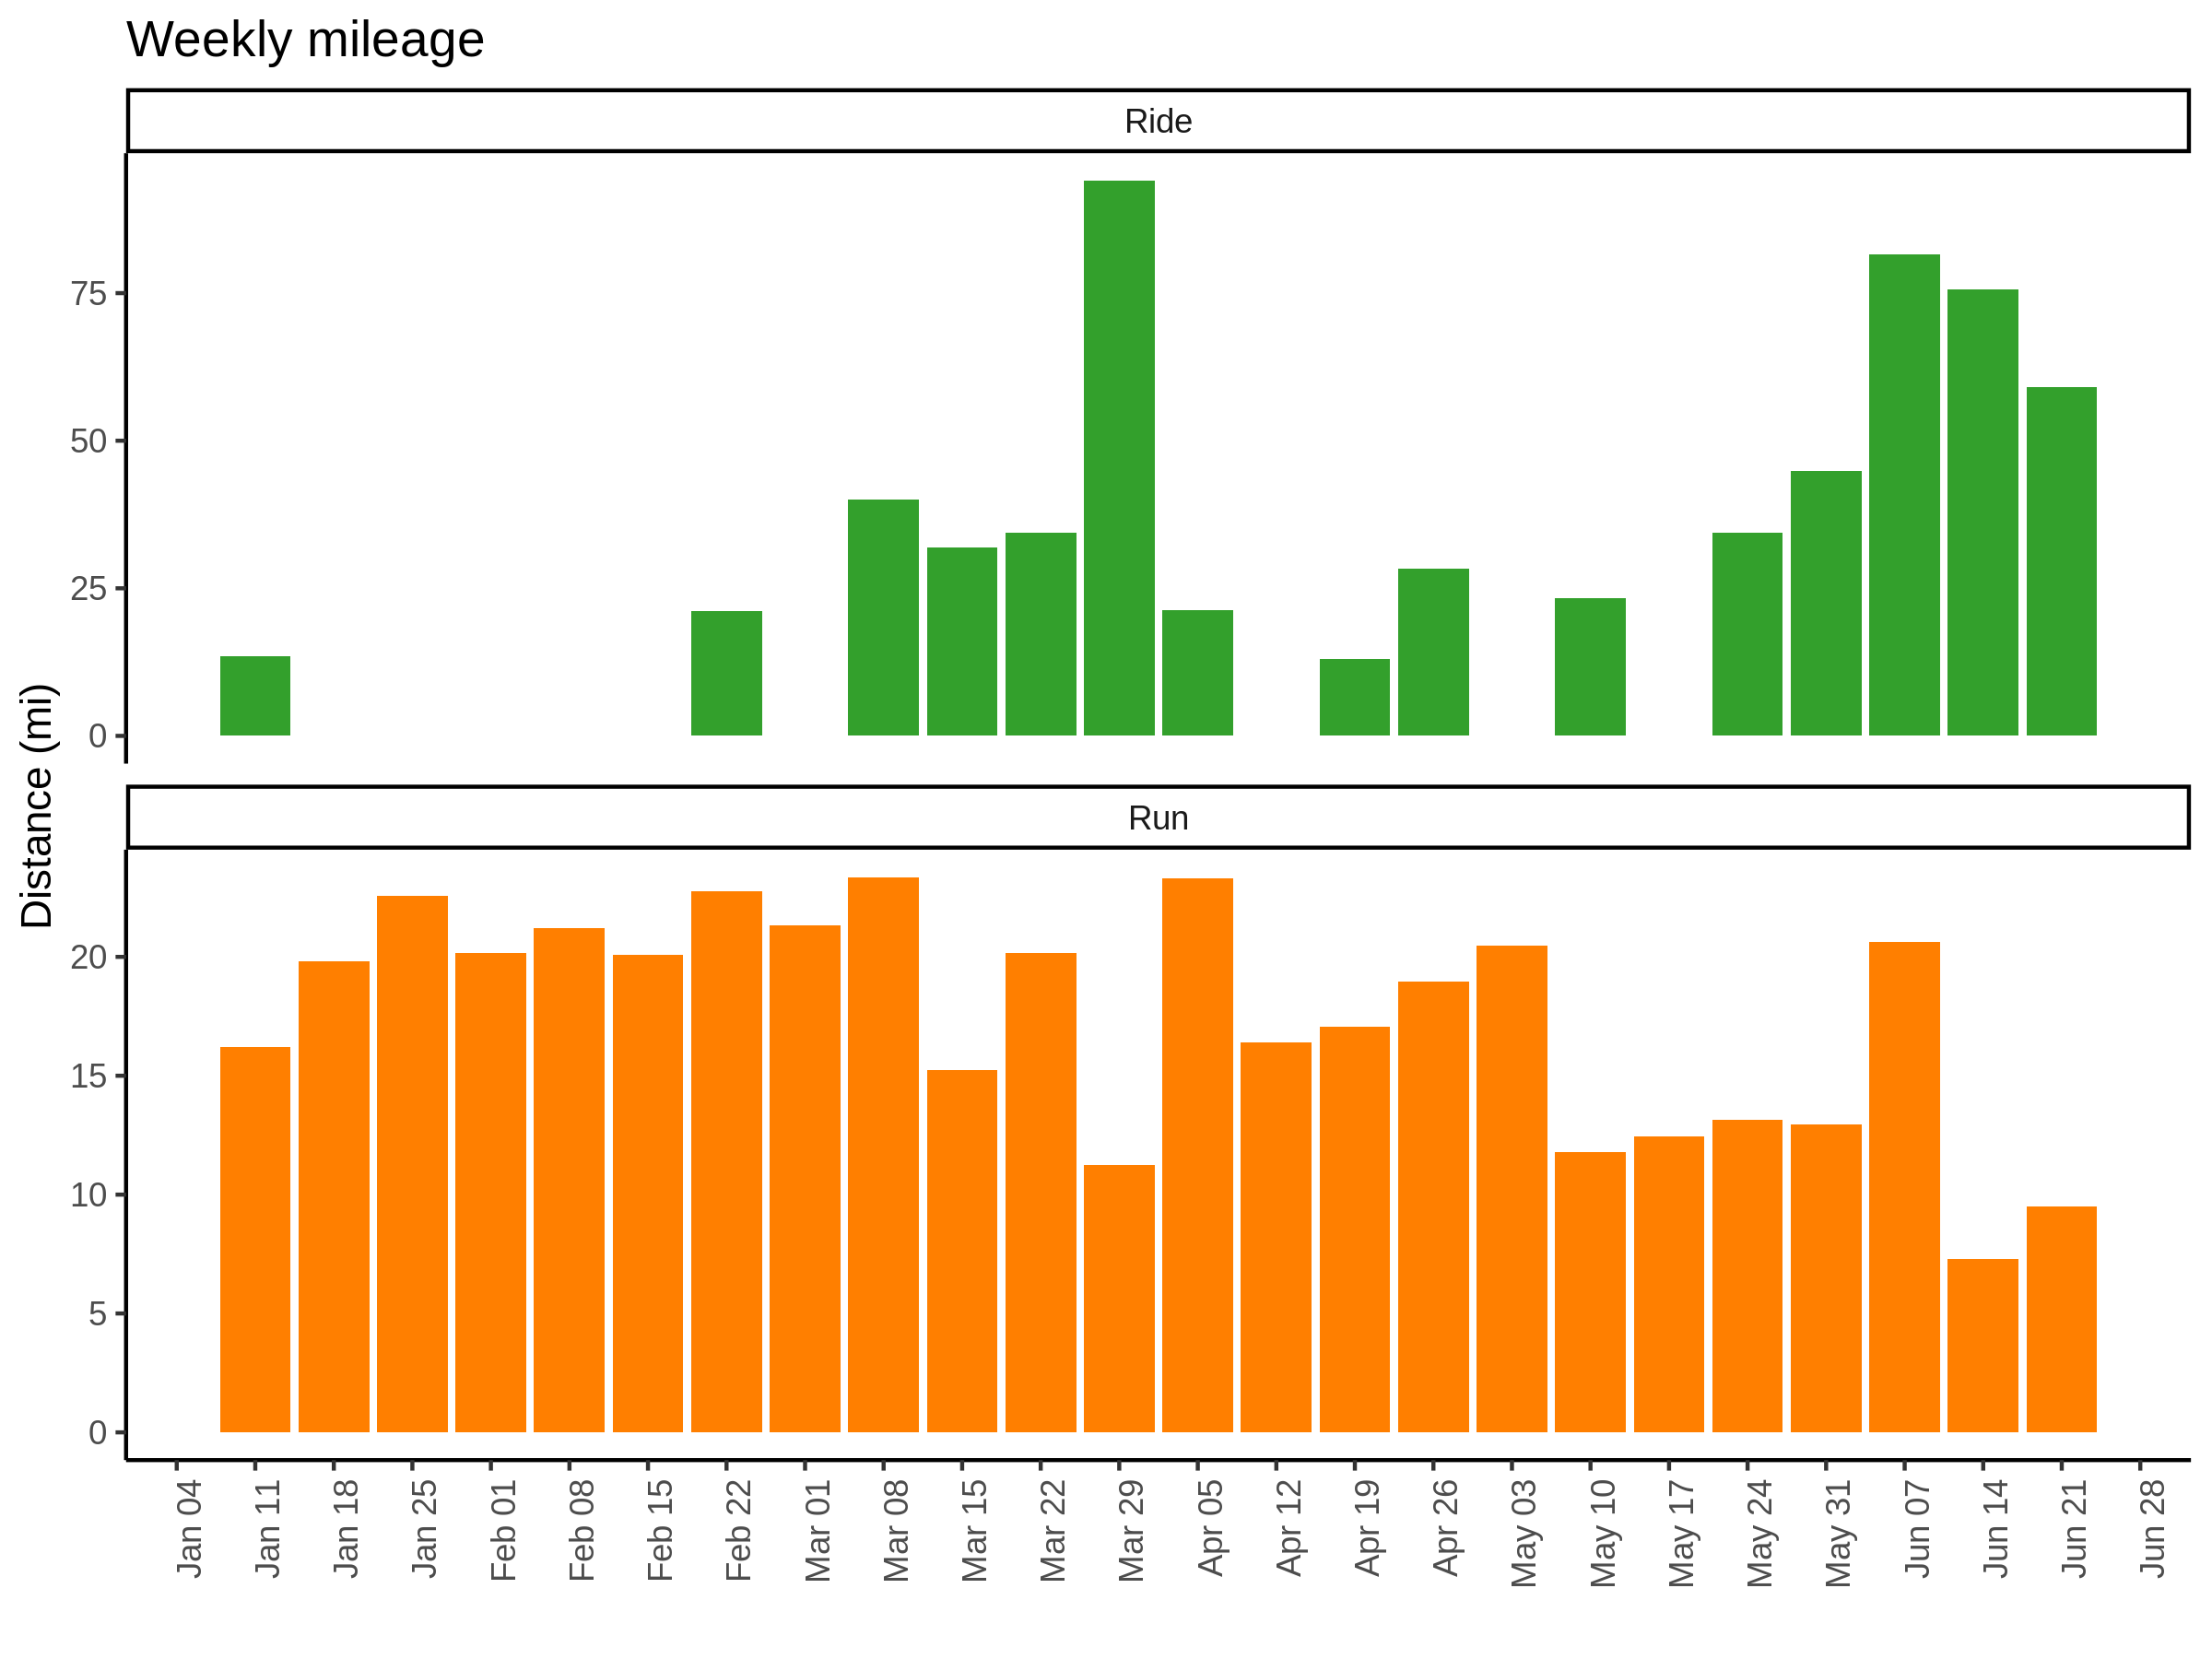 Weekly mileage
Ride
75
50
25
0
Distance (mi)
Run
20
15
10
5
0
Jan 04
Jan 11
Jan 18
Jan 25
Feb 01
Feb 08
Feb 15
Feb 22
Mar 01
Mar 08
Mar 15
Mar 22
Mar 29
Apr 05
Apr 12
Apr 19
Apr 26
May 03
May 10
May 17
May 24
May 31
Jun 07
Jun 14
Jun 21
Jun 28